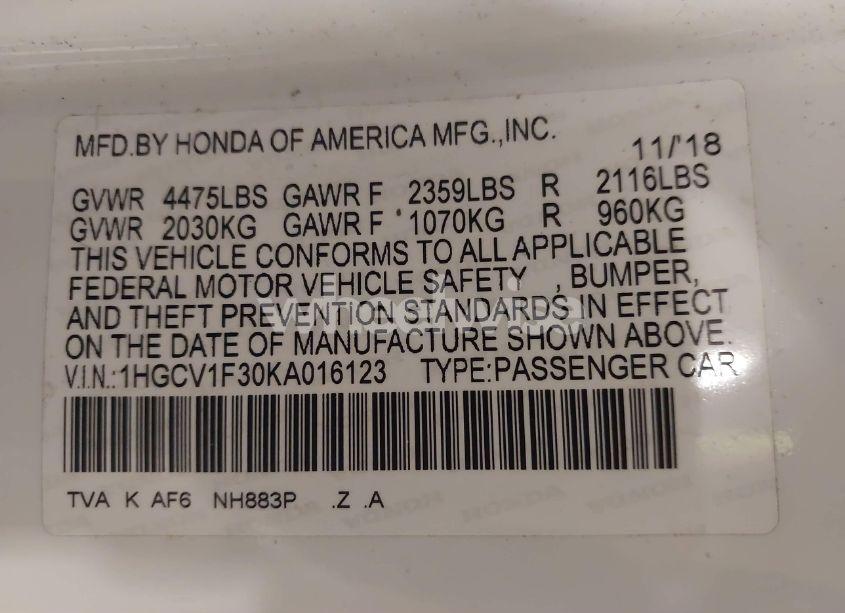 MFD.BY HONDA OF AMERICA MFG.,INC. 11/'18
GVWR 4475LBS GAWR F 2359LBS R 2116LBS
GVWR 2030KG GAWR F 1070KG R 960KG
THIS VEHICLE CONFORMS TO ALL APPLICABLE
FEDERAL MOTOR VEHICLE SAFETY , BUMPER,
AND THEFT PREVENTION STANDARDS IN EFFECT
ON THE DATE OF MANUFACTURE SHOWN ABOVE.
V.I.N.:1HGCV1F30KA016123 TYPE:PASSENGER CAR
TVA K AF6 NH883P .Z .A